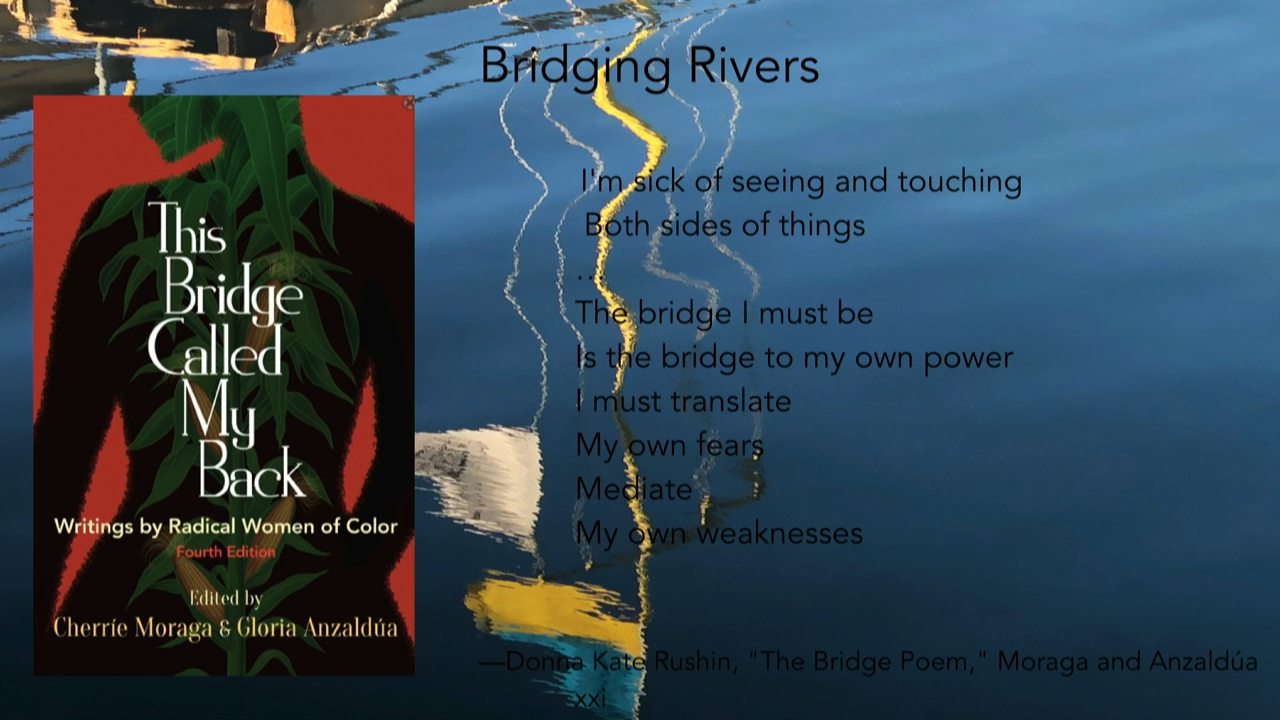 Bridging Rivers
This
Bridge
Called
My
Back
Writings by Radical Women of Color
Fourth Edition
Edited by
Cherríe Moraga & Gloria Anzaldúa
I'm sick of seeing and touching
Both sides of things
...
The bridge I must be
Is the bridge to my own power
I must translate
My own fears
Mediate
My own weaknesses
—Donna Kate Rushin, "The Bridge Poem," Moraga and Anzaldúa
xxi